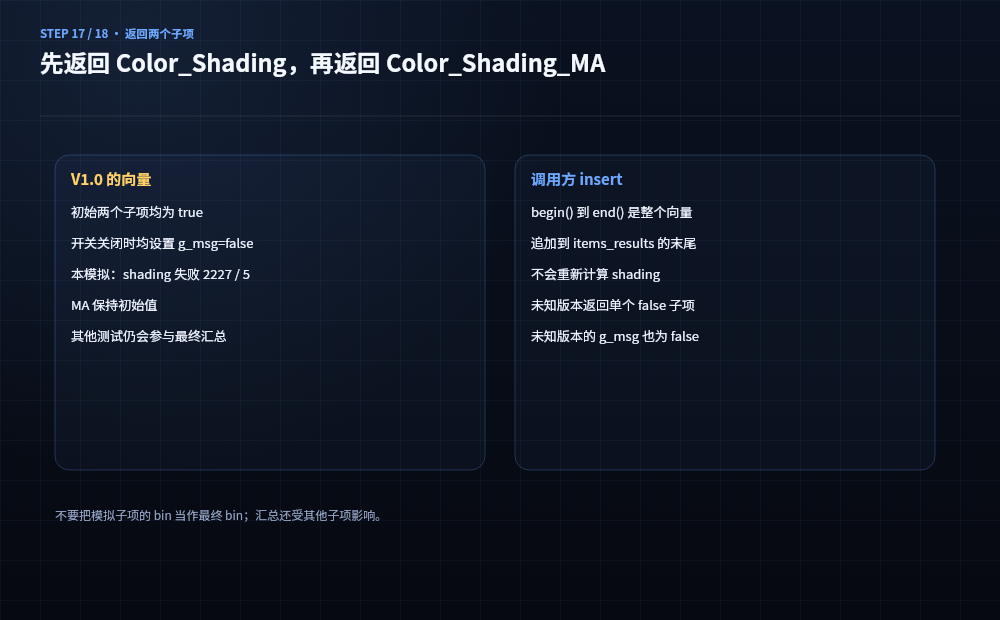 STEP 17 / 18 • 返回两个子项
先返回 Color_Shading，再返回 Color_Shading_MA
V1.0 的向量
初始两个子项均为 true
开关关闭时均设置 g_msg=false
本模拟：shading 失败 2227 / 5
MA 保持初始值
其他测试仍会参与最终汇总
调用方 insert
begin() 到 end() 是整个向量
追加到 items_results 的末尾
不会重新计算 shading
未知版本返回单个 false 子项
未知版本的 g_msg 也为 false
不要把模拟子项的 bin 当作最终 bin；汇总还受其他子项影响。